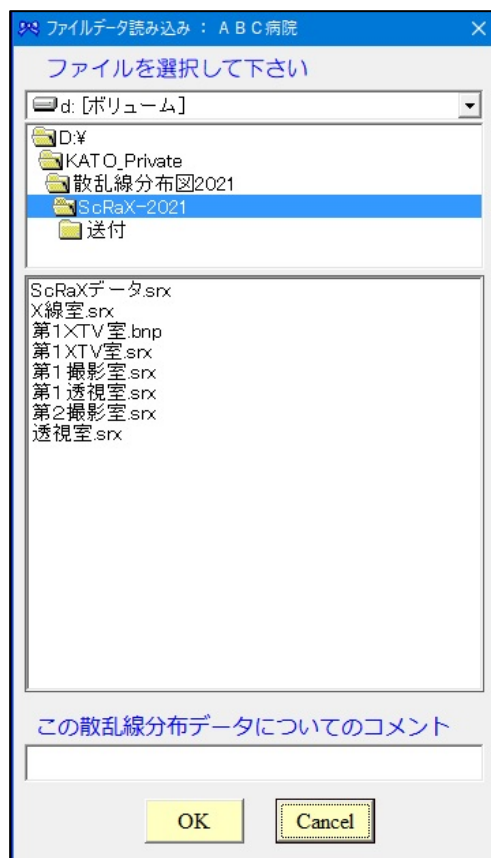 ファイルデータ読み込み : ABC病院
ファイルを選択して下さい
d: [ボリューム]
D:¥
KATO_Private
散乱線分布図2021
ScRaX-2021
送付
ScRaXデータ.srx
X線室.srx
第1XTV室.bnp
第1XTV室.srx
第1撮影室.srx
第1透視室.srx
第2撮影室.srx
透視室.srx
この散乱線分布データについてのコメント
OK
Cancel